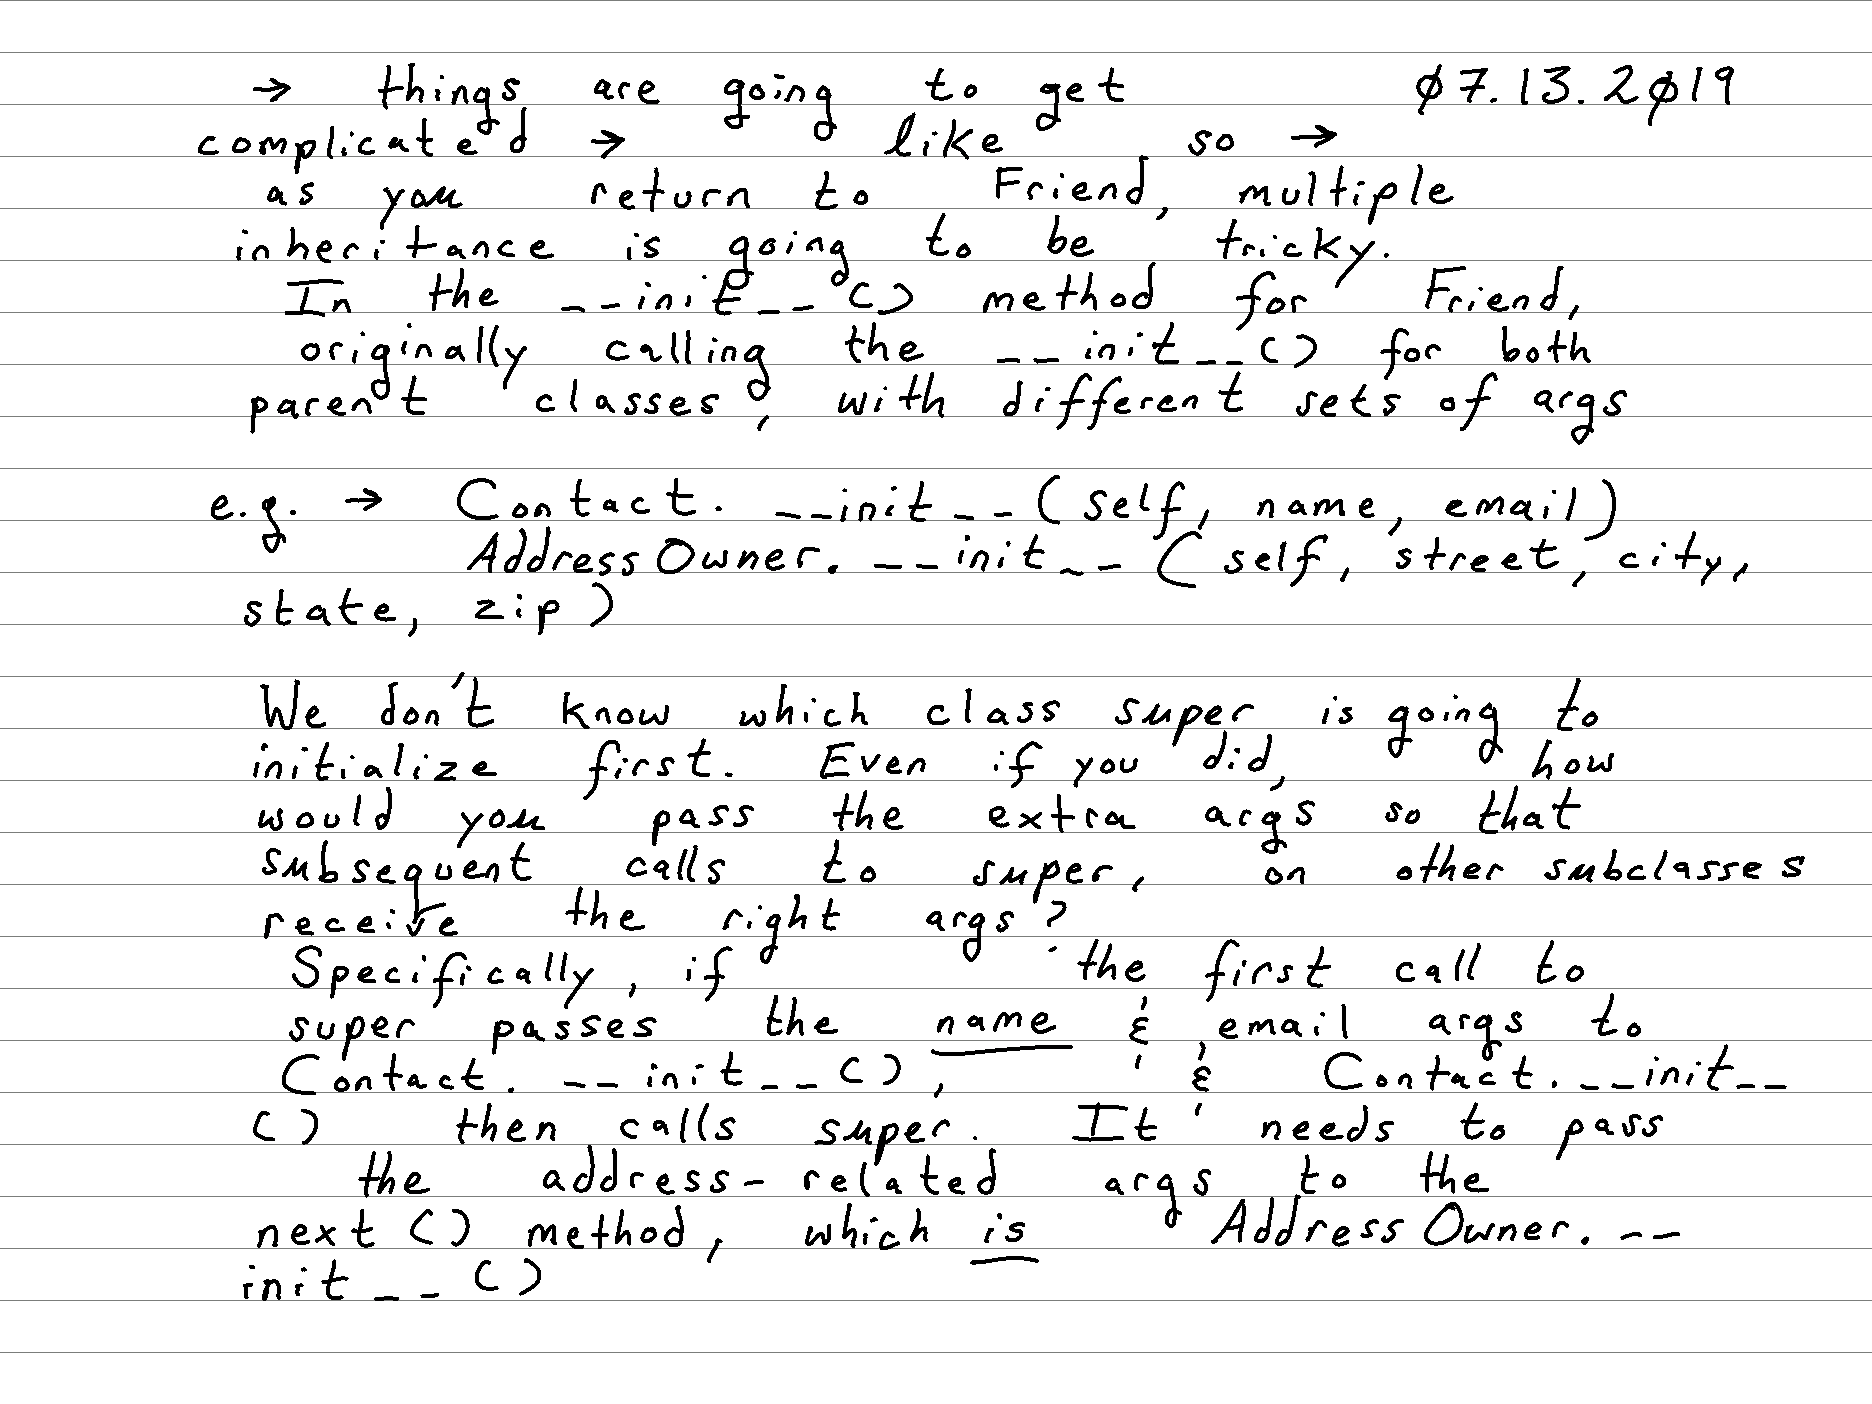 → things are going to get ø7.13.2ø19
complicated → like so →
as you return to Friend, multiple
inheritance is going to be tricky.
In the __init__() method for Friend,
originally calling the __init__() for both
parent classes, with different sets of args
e.g. → Contact.__init__(self, name, email)
AddressOwner.__init__(self, street, city,
state, zip)
We don't know which class super is going to
initialize first. Even if you did, how
would you pass the extra args so that
subsequent calls to super, on other subclasses
receive the right args?
Specifically, if the first call to
super passes the name & email args to
Contact.__init__(), & Contact.__init__
() then calls super. It needs to pass
the address-related args to the
next () method, which is AddressOwner.__
init__()